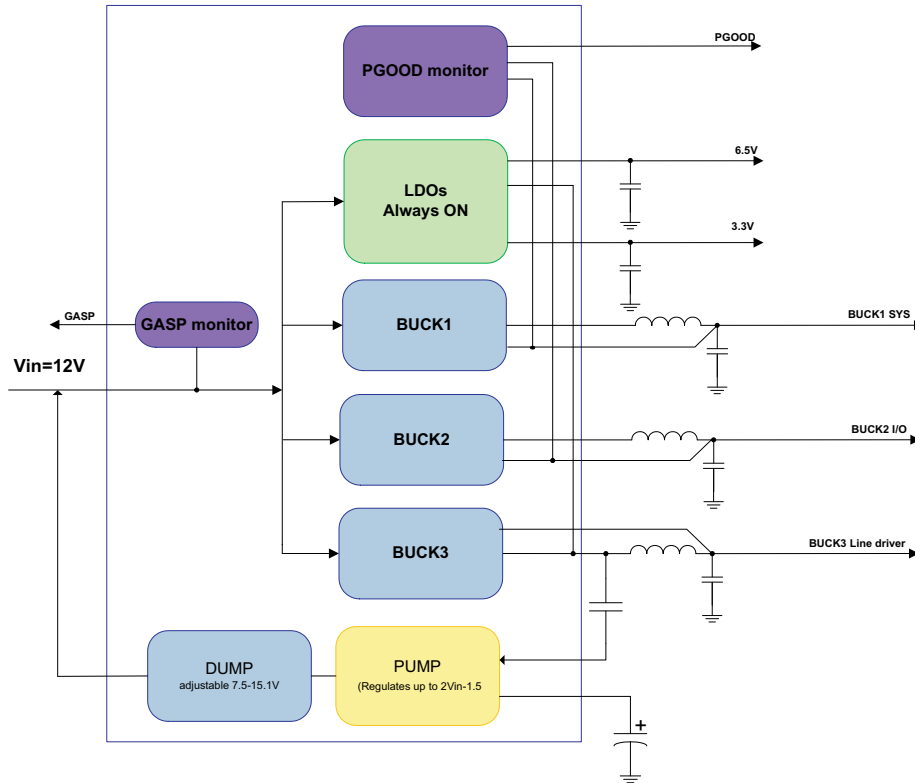 PGOOD
PGOOD monitor
6.5V
LDOs
Always ON
3.3V
GASP
GASP monitor
BUCK1
BUCK1 SYS
Vin=12V
BUCK2
BUCK2 I/O
BUCK3
BUCK3 Line driver
DUMP
adjustable 7.5-15.1V
PUMP
(Regulates up to 2Vin-1.5
+